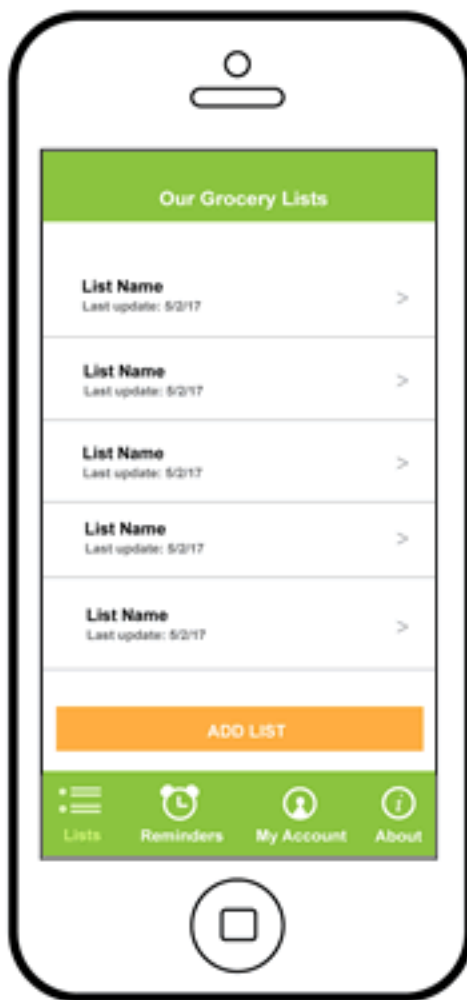 Our Grocery Lists
List Name
Last update: 5/2/17
>
List Name
Last update: 5/2/17
>
List Name
Last update: 5/2/17
>
List Name
Last update: 5/2/17
>
List Name
Last update: 5/2/17
>
ADD LIST
Lists Reminders My Account About